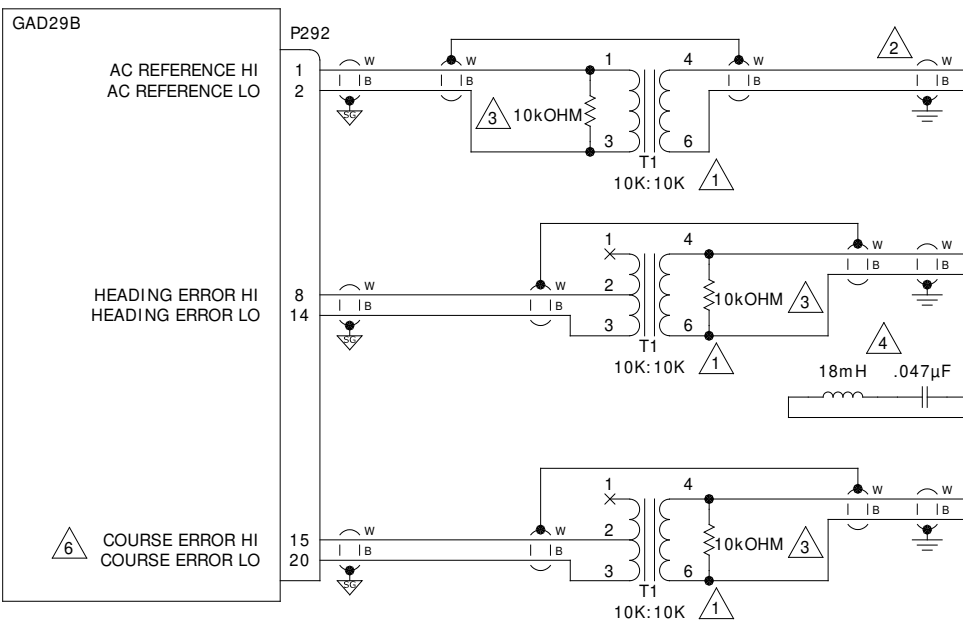 GAD29B
P292
AC REFERENCE HI 1 W W 1 4 W 2 W
AC REFERENCE LO 2 B B B B
SG 3 10kOHM
3 6
T1
10K:10K 1
1 4 W W
HEADING ERROR HI 8 W W 2 B B
HEADING ERROR LO 14 B B 10kOHM 3
SG 3 6
T1
10K:10K 1
4
18mH .047µF
1 4 W W
6 COURSE ERROR HI 15 W W 2 B B
COURSE ERROR LO 20 B B 10kOHM 3
SG 3 6
T1
10K:10K 1